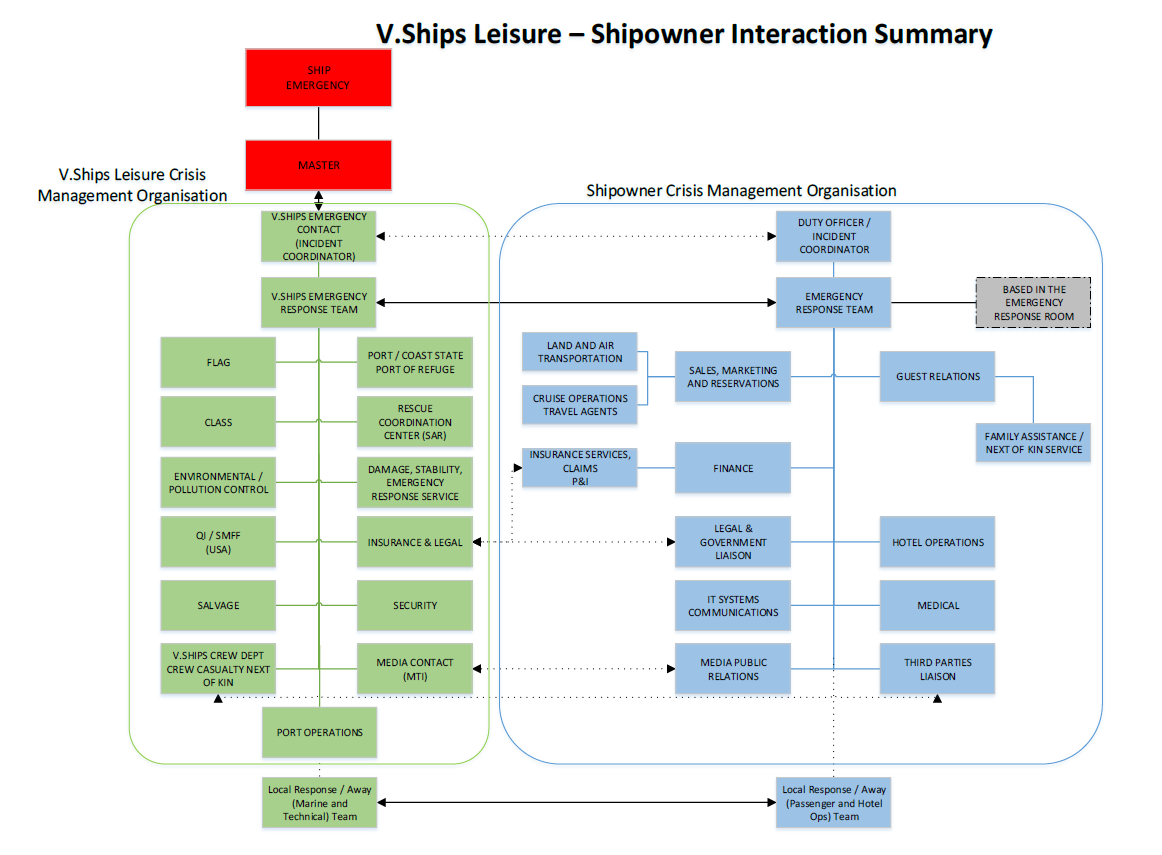 V.Ships Leisure – Shipowner Interaction Summary
SHIP
EMERGENCY
MASTER
V.Ships Leisure Crisis
Management Organisation
Shipowner Crisis Management Organisation
V.SHIPS EMERGENCY
CONTACT
(INCIDENT
COORDINATOR)
DUTY OFFICER /
INCIDENT
COORDINATOR
V.SHIPS EMERGENCY
RESPONSE TEAM
EMERGENCY
RESPONSE TEAM
BASED IN THE
EMERGENCY
RESPONSE ROOM
FLAG
PORT / COAST STATE
PORT OF REFUGE
LAND AND AIR
TRANSPORTATION
SALES, MARKETING
AND RESERVATIONS
GUEST RELATIONS
CLASS
RESCUE
COORDINATION
CENTER (SAR)
CRUISE OPERATIONS
TRAVEL AGENTS
FAMILY ASSISTANCE /
NEXT OF KIN SERVICE
ENVIRONMENTAL /
POLLUTION CONTROL
DAMAGE, STABILITY,
EMERGENCY
RESPONSE SERVICE
INSURANCE SERVICES,
CLAIMS
P&I
FINANCE
QI / SMFF
(USA)
INSURANCE & LEGAL
LEGAL &
GOVERNMENT
LIAISON
HOTEL OPERATIONS
SALVAGE
SECURITY
IT SYSTEMS
COMMUNICATIONS
MEDICAL
V.SHIPS CREW DEPT
CREW CASUALTY NEXT
OF KIN
MEDIA CONTACT
(MTI)
MEDIA PUBLIC
RELATIONS
THIRD PARTIES
LIAISON
PORT OPERATIONS
Local Response / Away
(Marine and
Technical) Team
Local Response / Away
(Passenger and Hotel
Ops) Team